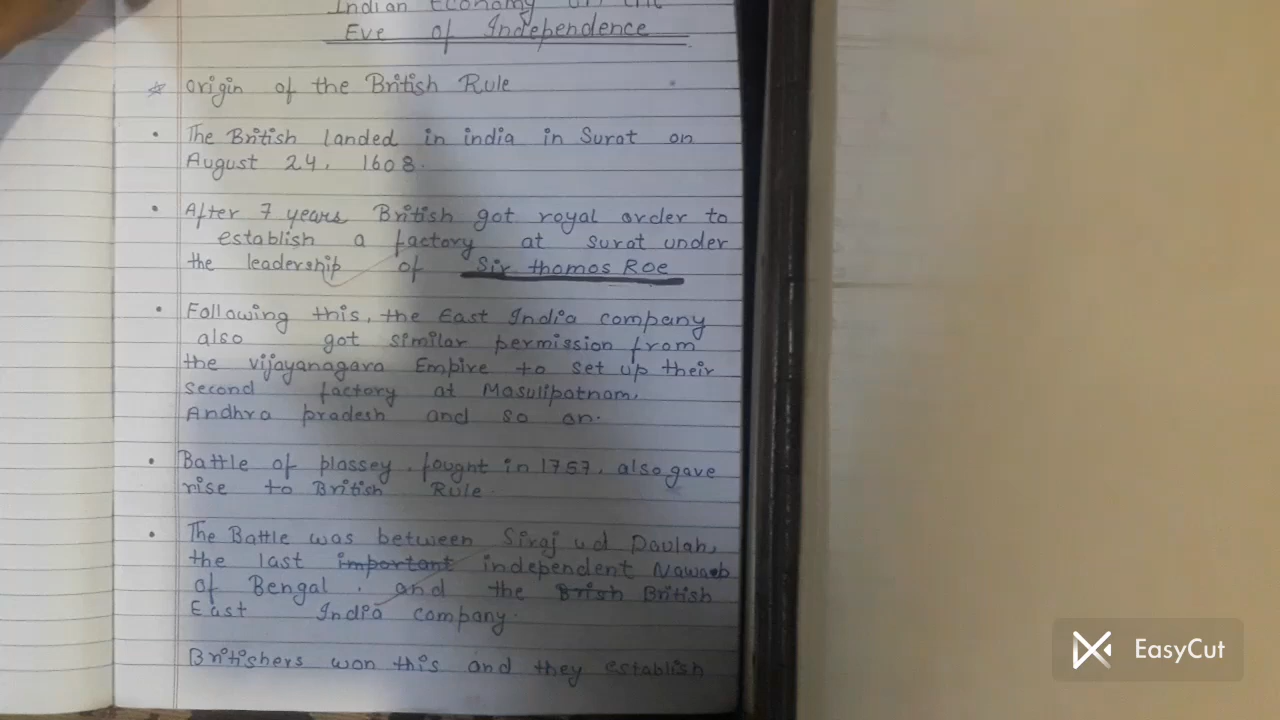 Indian Economy on the
Eve of Independence
☆ origin of the British Rule
• The British landed in india in Surat on
August 24, 1608.
• After 7 years British got royal order to
establish a factory at surat under
the leadership of Sir thomas Roe
• Following this, the East India company
also got similar permission from
the vijayanagara Empire to set up their
second factory at Masulipatnam,
Andhra pradesh and so on.
• Battle of plassey, fought in 1757, also gave
rise to British Rule.
• The Battle was between Siraj ud Daulah,
the last important independent Nawab
of Bengal, and the Brish British
East India company.
Britishers won this and they establish
EasyCut